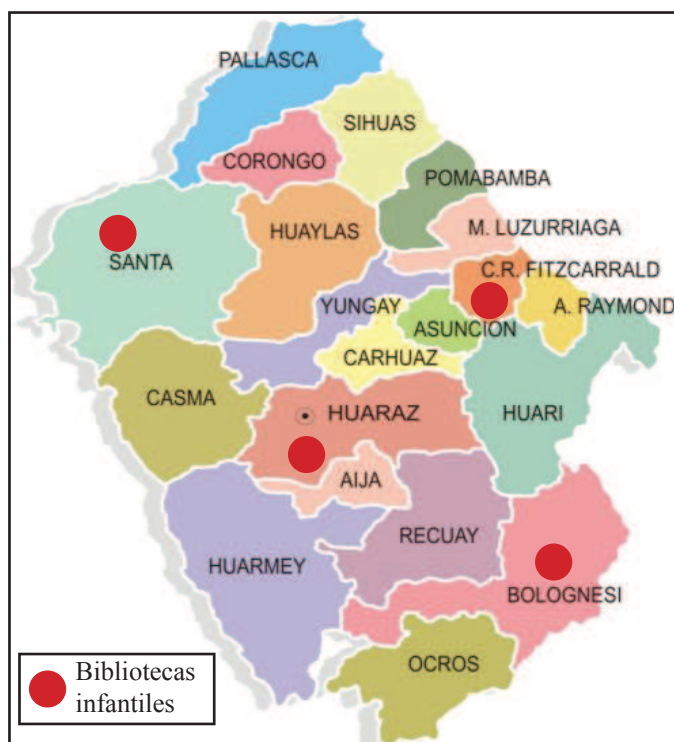 PALLASCA
SIHUAS
CORONGO
POMABAMBA
HUAYLAS
M. LUZURRIAGA
SANTA
C.R. FITZCARRALD
YUNGAY
A. RAYMOND
ASUNCION
CARHUAZ
CASMA
HUARAZ
HUARI
AIJA
RECUAY
HUARMEY
BOLOGNESI
OCROS
Bibliotecas
infantiles